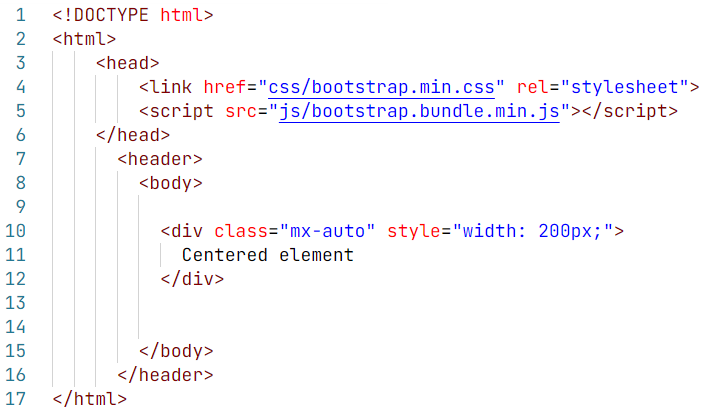 1 <!DOCTYPE html>
2 <html>
3 <head>
4 <link href="css/bootstrap.min.css" rel="stylesheet">
5 <script src="js/bootstrap.bundle.min.js"></script>
6 </head>
7 <header>
8 <body>
9
10 <div class="mx-auto" style="width: 200px;">
11 Centered element
12 </div>
13
14
15 </body>
16 </header>
17 </html>